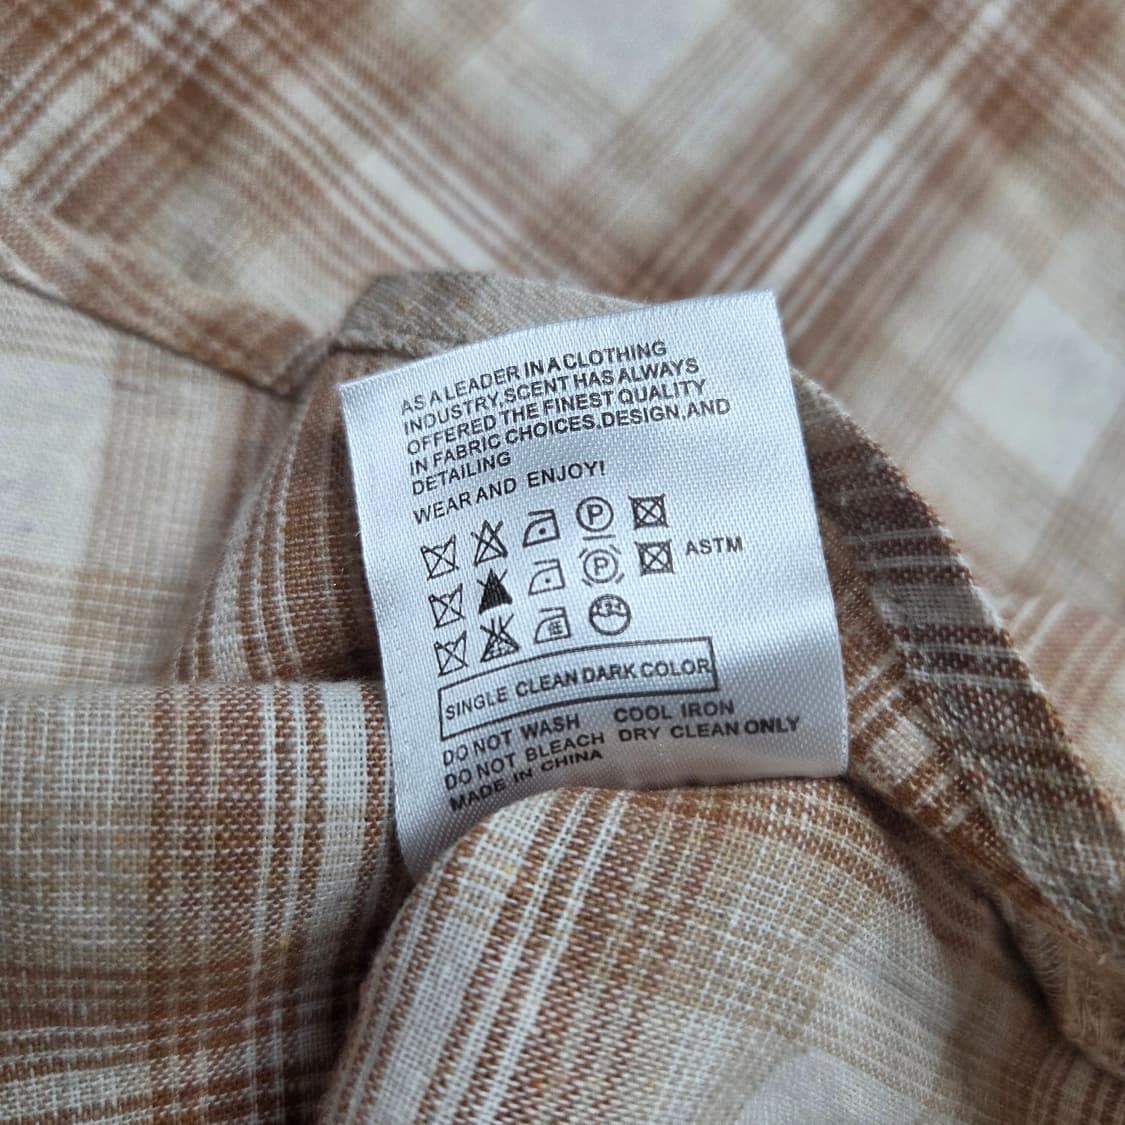 AS A LEADER IN A CLOTHING
INDUSTRY,SCENT HAS ALWAYS
OFFERED THE FINEST QUALITY
IN FABRIC CHOICES,DESIGN,AND
DETAILING
WEAR AND ENJOY!
P
P ASTM
SINGLE CLEAN DARK COLOR
DO NOT WASH COOL IRON
DO NOT BLEACH DRY CLEAN ONLY
MADE IN CHINA